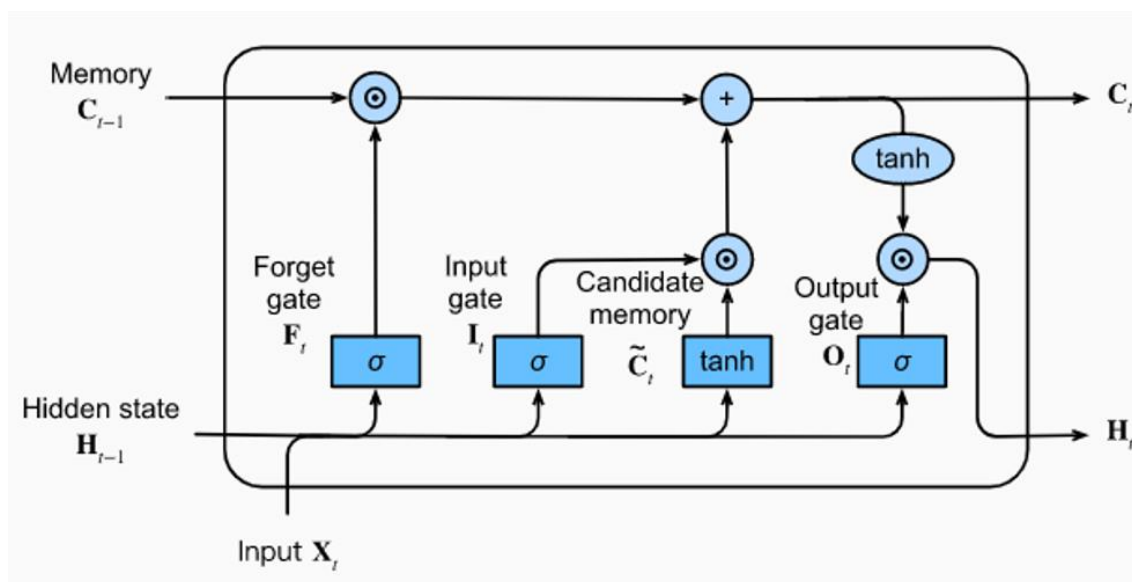 Memory
C_{t-1}
+
C_t
tanh
Forget
gate
F_t
Input
gate
I_t
Candidate
memory
C̃_t
Output
gate
O_t
σ
σ
tanh
σ
Hidden state
H_{t-1}
H_t
Input X_t